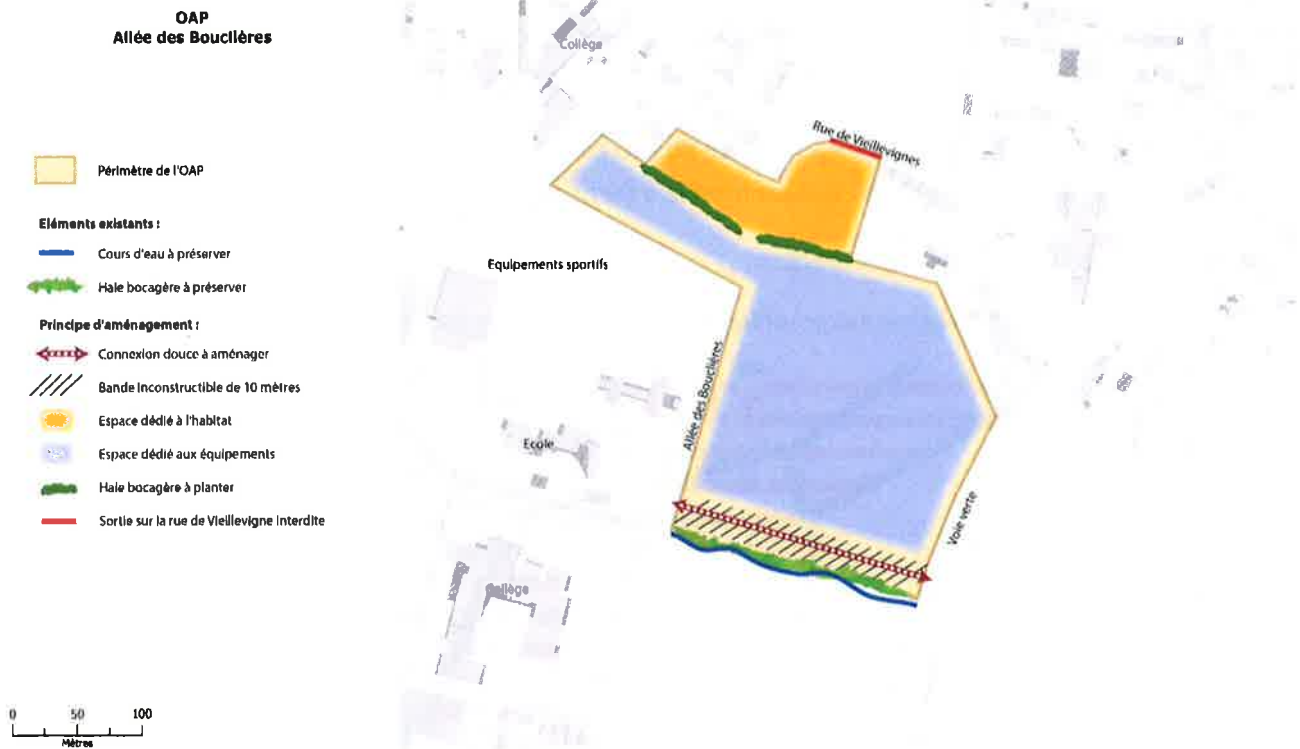 OAP
Allée des Bouclières
Périmètre de l'OAP
Eléments existants :
Cours d'eau à préserver
Haie bocagère à préserver
Principe d'aménagement :
Connexion douce à aménager
Bande Inconstructible de 10 mètres
Espace dédié à l'habitat
Espace dédié aux équipements
Haie bocagère à planter
Sortie sur la rue de Vieillevigne Interdite
0 50 100
Mètres
Collège
Rue de Vieillevignes
Equipements sportifs
Allée des Bouclières
Ecole
Voie verte
Collège